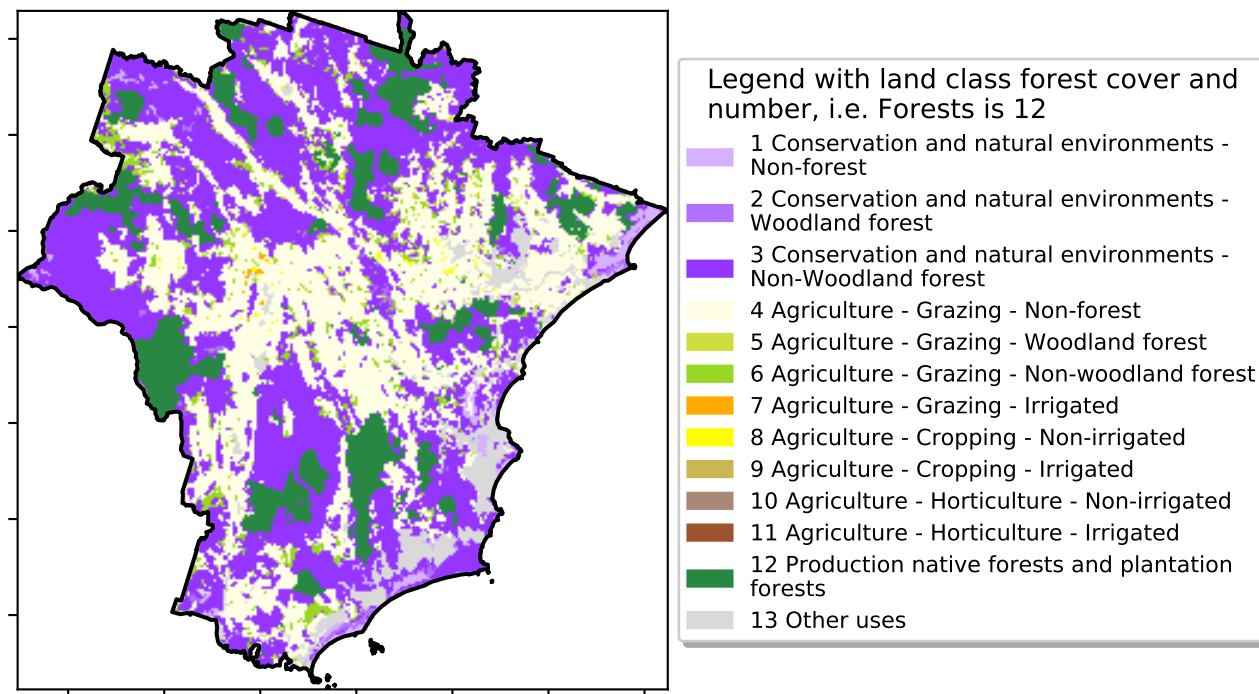 Legend with land class forest cover and
number, i.e. Forests is 12
1 Conservation and natural environments -
Non-forest
2 Conservation and natural environments -
Woodland forest
3 Conservation and natural environments -
Non-Woodland forest
4 Agriculture - Grazing - Non-forest
5 Agriculture - Grazing - Woodland forest
6 Agriculture - Grazing - Non-woodland forest
7 Agriculture - Grazing - Irrigated
8 Agriculture - Cropping - Non-irrigated
9 Agriculture - Cropping - Irrigated
10 Agriculture - Horticulture - Non-irrigated
11 Agriculture - Horticulture - Irrigated
12 Production native forests and plantation
forests
13 Other uses